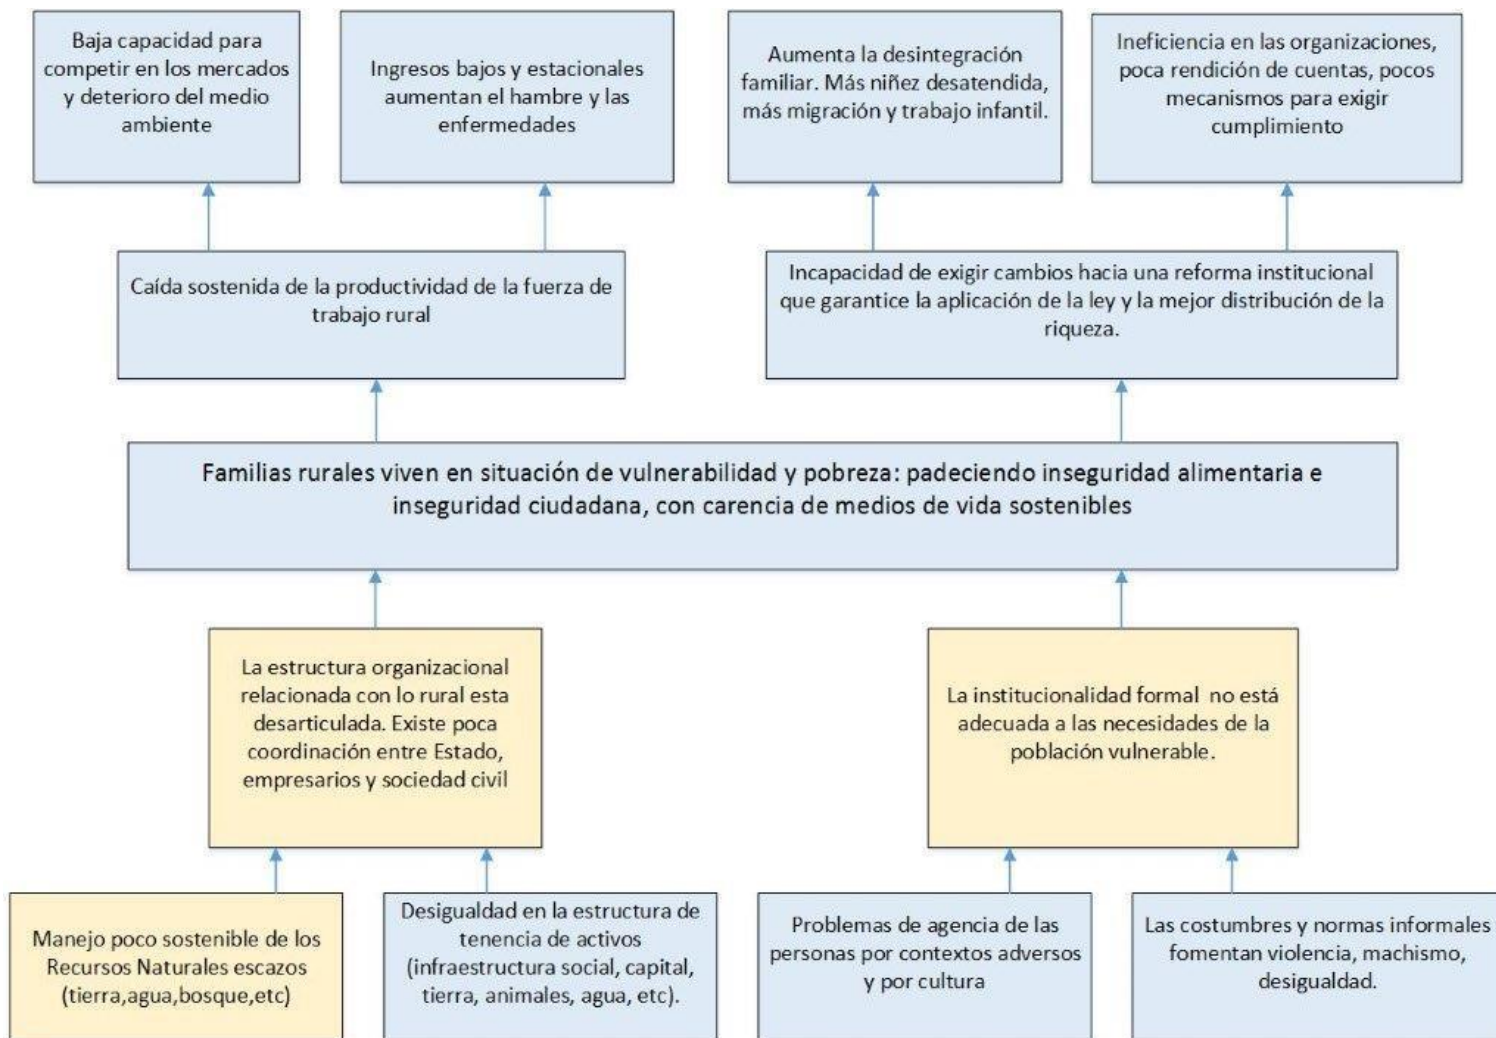 Baja capacidad para
competir en los mercados
y deterioro del medio
ambiente
Ingresos bajos y estacionales
aumentan el hambre y las
enfermedades
Aumenta la desintegración
familiar. Más niñez desatendida,
más migración y trabajo infantil.
Ineficiencia en las organizaciones,
poca rendición de cuentas, pocos
mecanismos para exigir
cumplimiento
Caída sostenida de la productividad de la fuerza de
trabajo rural
Incapacidad de exigir cambios hacia una reforma institucional
que garantice la aplicación de la ley y la mejor distribución de la
riqueza.
Familias rurales viven en situación de vulnerabilidad y pobreza: padeciendo inseguridad alimentaria e
inseguridad ciudadana, con carencia de medios de vida sostenibles
La estructura organizacional
relacionada con lo rural esta
desarticulada. Existe poca
coordinación entre Estado,
empresarios y sociedad civil
La institucionalidad formal no está
adecuada a las necesidades de la
población vulnerable.
Manejo poco sostenible de los
Recursos Naturales escazos
(tierra,agua,bosque,etc)
Desigualdad en la estructura de
tenencia de activos
(infraestructura social, capital,
tierra, animales, agua, etc).
Problemas de agencia de las
personas por contextos adversos
y por cultura
Las costumbres y normas informales
fomentan violencia, machismo,
desigualdad.